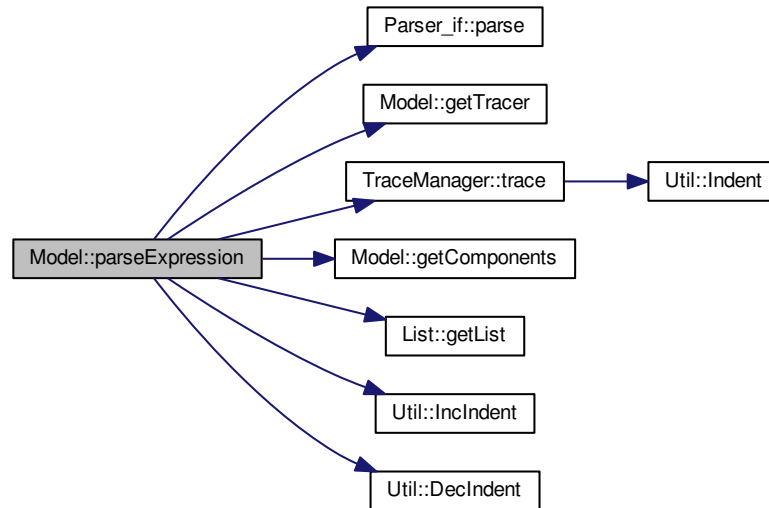 Parser_if::parse
Model::getTracer
TraceManager::trace
Util::Indent
Model::parseExpression
Model::getComponents
List::getList
Util::IncIndent
Util::DecIndent